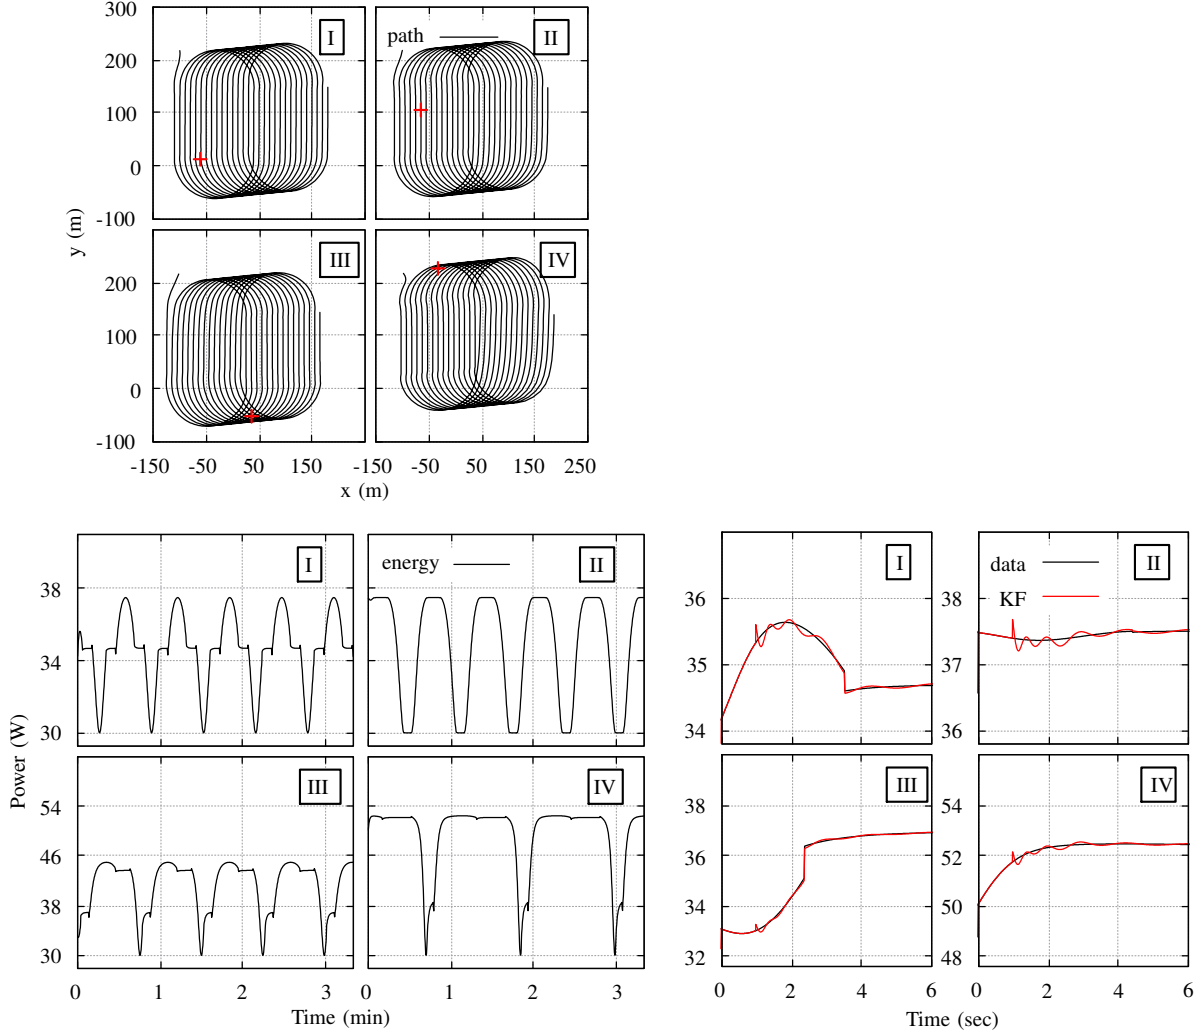 300
200
100
0
-100
y (m)
I
path
II
200
100
0
-100
III
IV
-150
-50
50
150
-150
-50
50
150
250
x (m)
38
34
30
I
energy
II
Power (W)
54
46
38
30
III
IV
0
1
2
3
0
1
2
3
Time (min)
36
35
34
I
38
37
36
data
KF
II
38
36
34
33
32
III
54
52
50
48
IV
0
2
4
6
0
2
4
6
Time (sec)